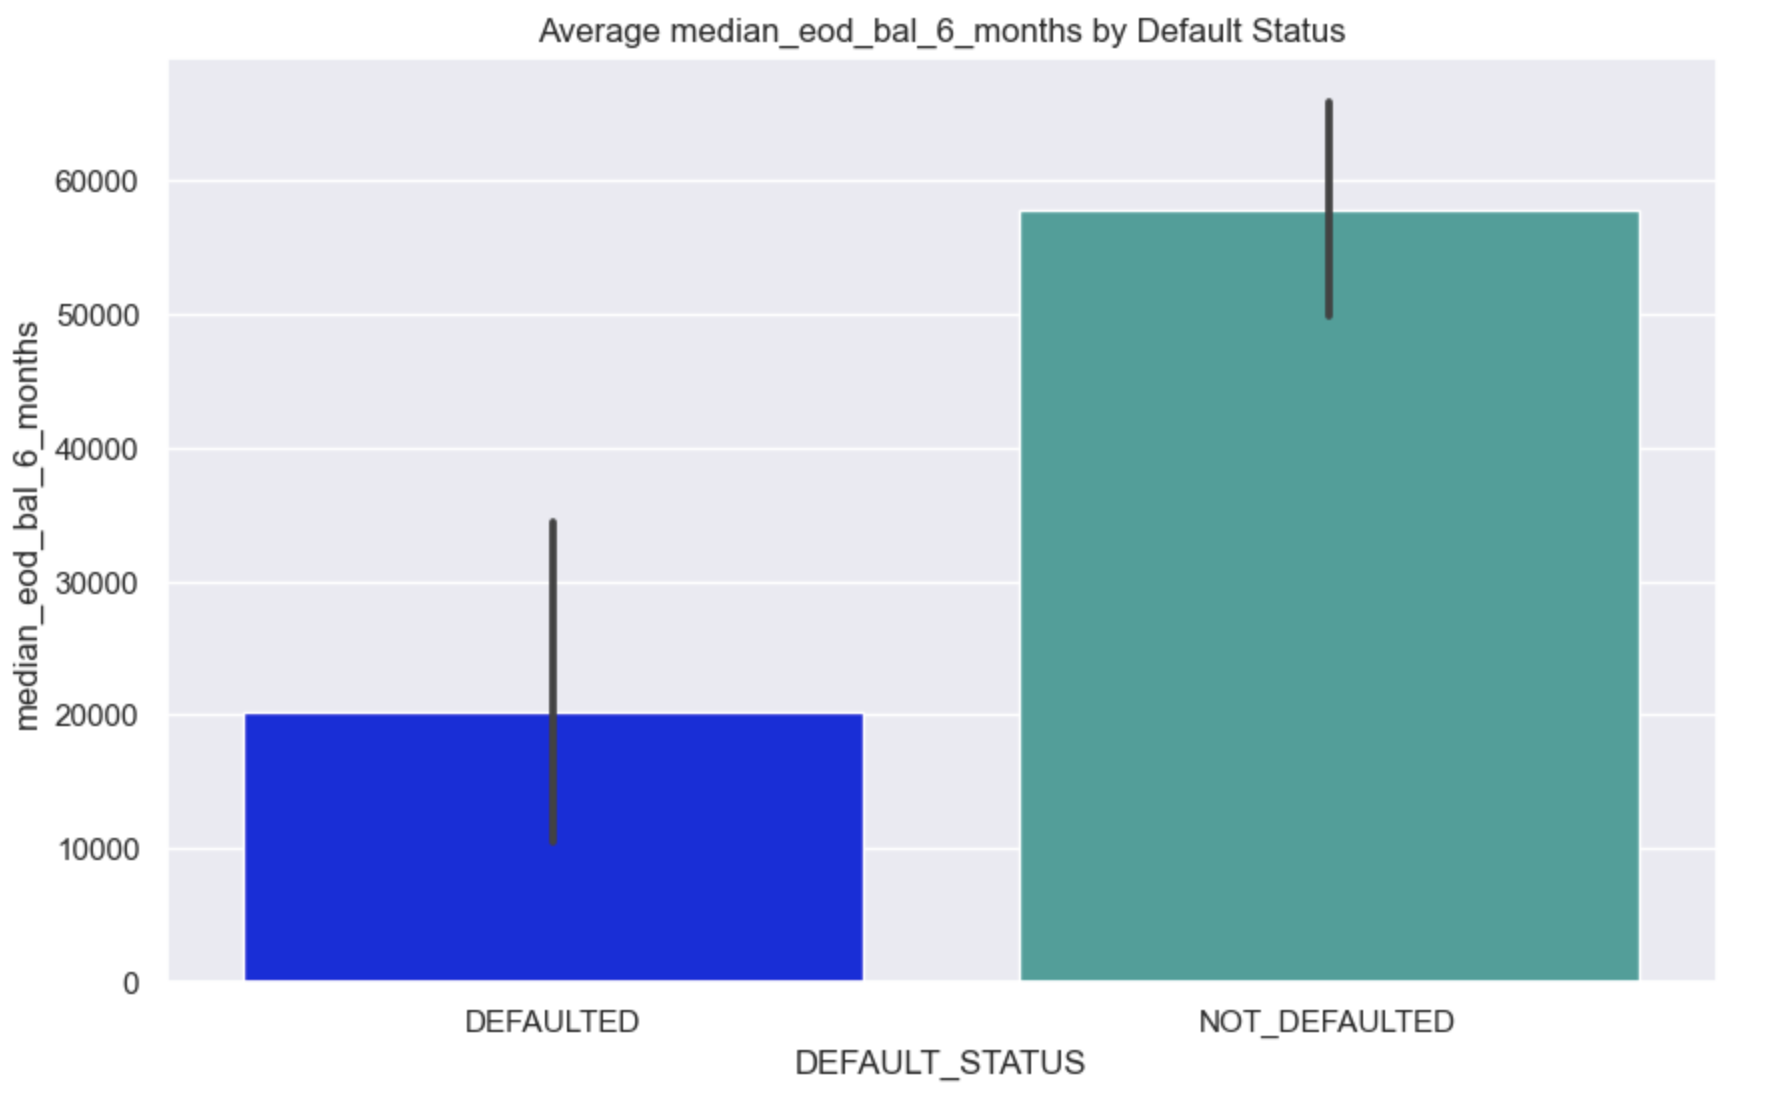 Average median_eod_bal_6_months by Default Status
median_eod_bal_6_months
60000
50000
40000
30000
20000
10000
0
DEFAULTED
NOT_DEFAULTED
DEFAULT_STATUS